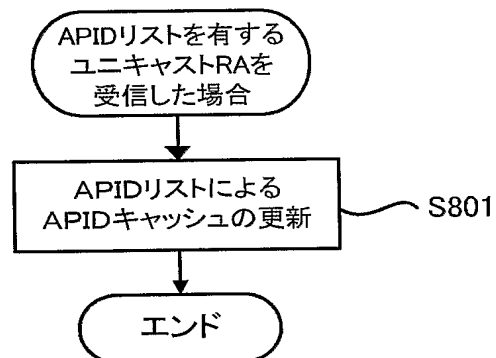 APIDリストを有する
ユニキャストRAを
受信した場合
APIDリストによる
APIDキャッシュの更新
S801
エンド